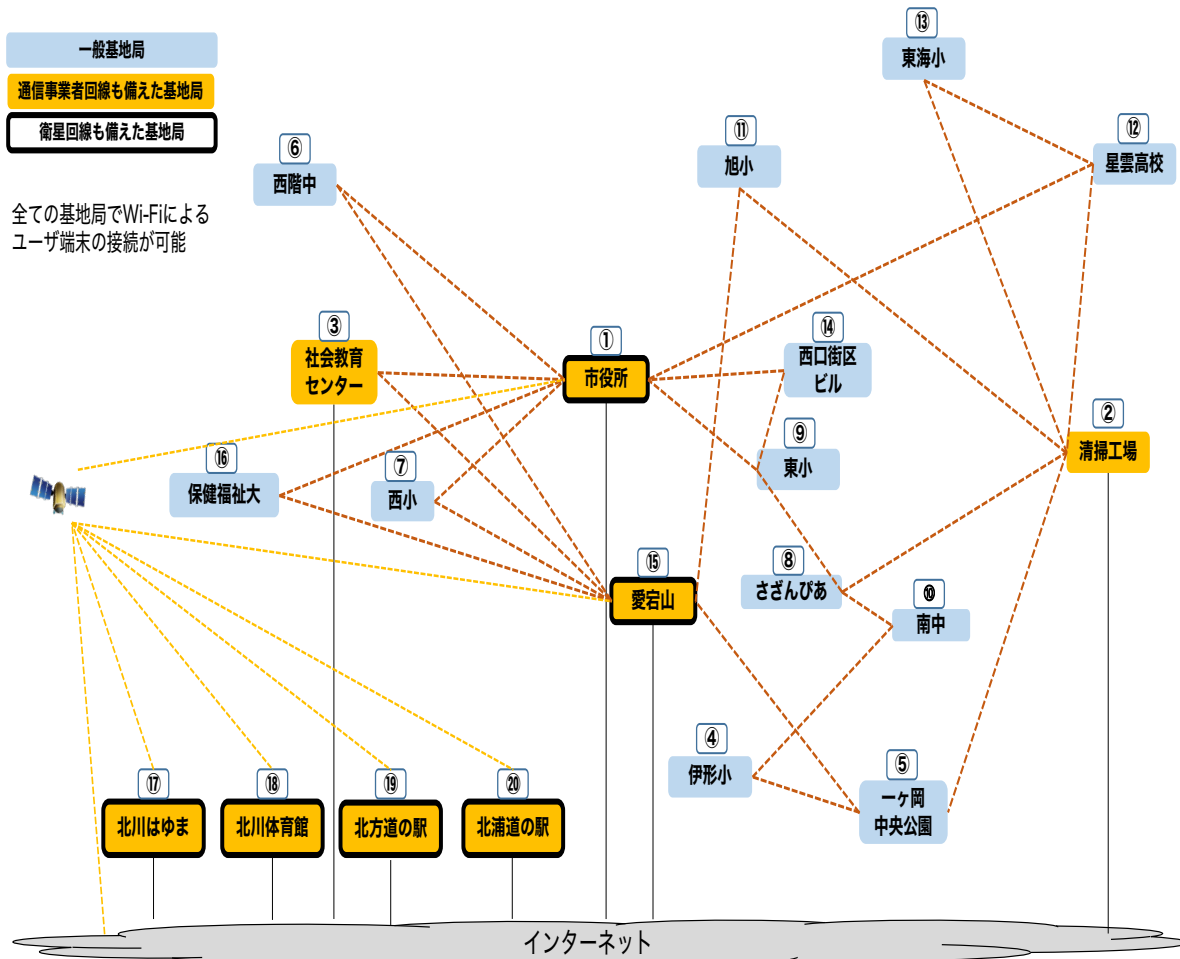 一般基地局
通信事業者回線も備えた基地局
衛星回線も備えた基地局
全ての基地局でWi-Fiによる
ユーザ端末の接続が可能
⑬
東海小
⑥
西階中
⑪
旭小
⑫
星雲高校
③
社会教育
センター
①
市役所
⑭
西口街区
ビル
②
清掃工場
⑯
保健福祉大
⑦
西小
⑨
東小
⑮
愛宕山
⑧
さざんぴあ
⑩
南中
④
伊形小
⑤
一ヶ岡
中央公園
⑰
北川はゆま
⑱
北川体育館
⑲
北方道の駅
⑳
北浦道の駅
インターネット